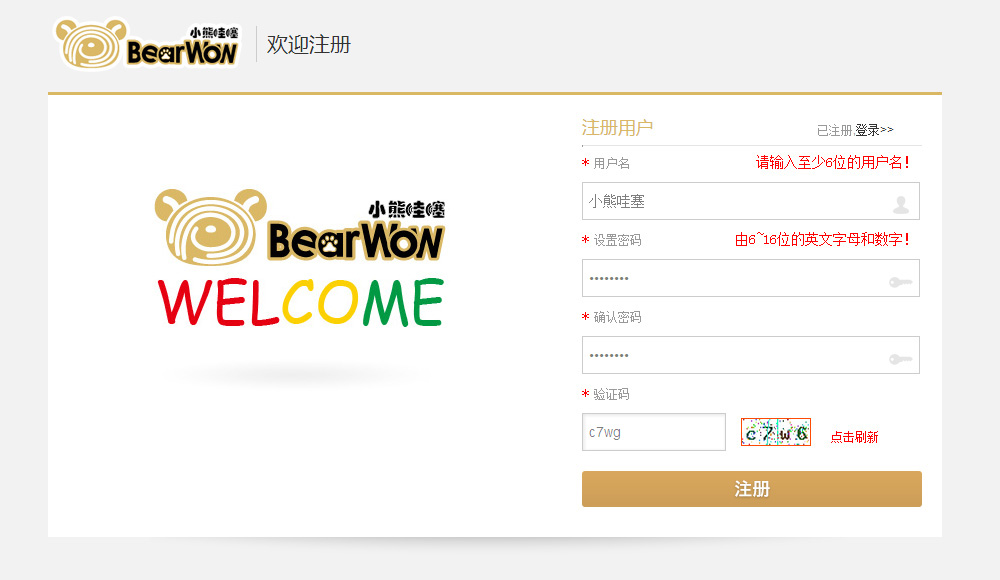 小熊哇塞
BearWow
欢迎注册
注册用户
已注册,登录>>
* 用户名
请输入至少6位的用户名!
小熊哇塞
* 设置密码
由6~16位的英文字母和数字!
••••••••
* 确认密码
••••••••
* 验证码
c7wg
c7w6
点击刷新
注册
小熊哇塞
BearWow
WELCOME